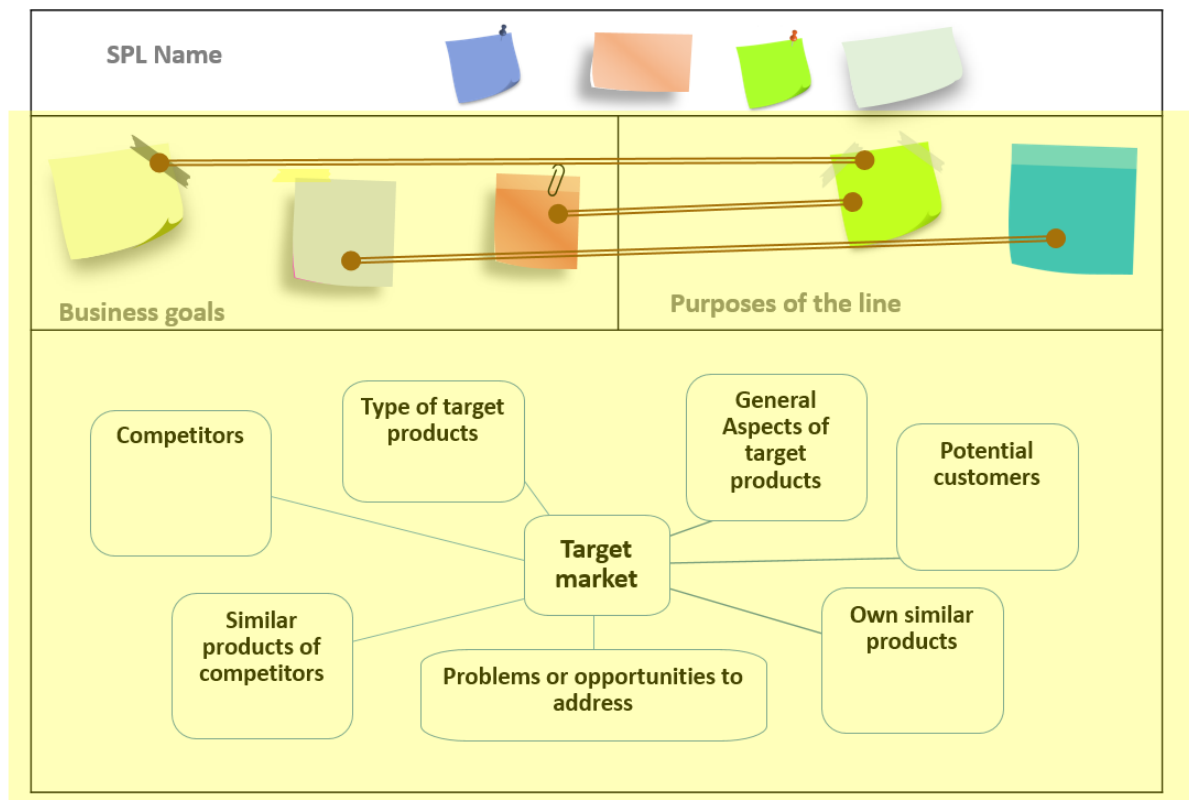 SPL Name
Business goals
Purposes of the line
Competitors
Type of target
products
General
Aspects of
target
products
Potential
customers
Target
market
Similar
products of
competitors
Problems or opportunities to
address
Own similar
products